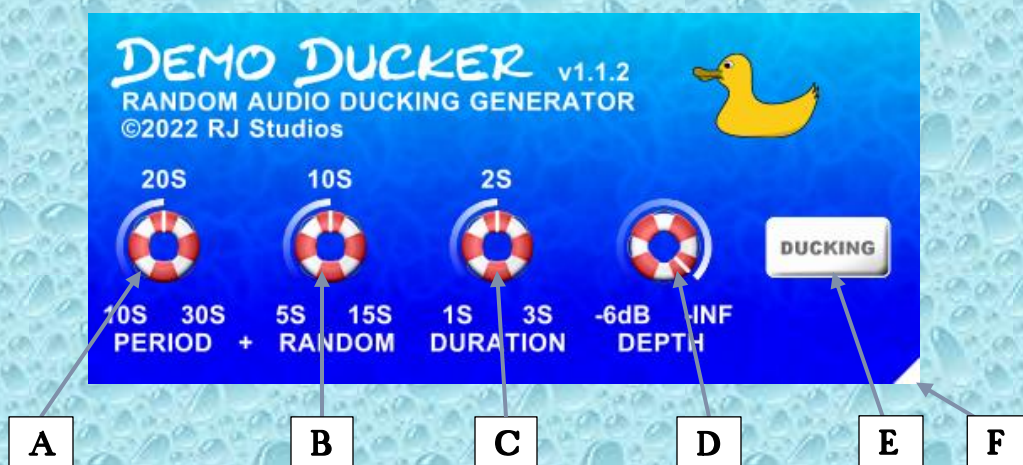 DEMO DUCKER v1.1.2
RANDOM AUDIO DUCKING GENERATOR
©2022 RJ Studios
20S 10S 2S
DUCKING
10S 30S 5S 15S 1S 3S -6dB -INF
PERIOD + RANDOM DURATION DEPTH
A B C D E F